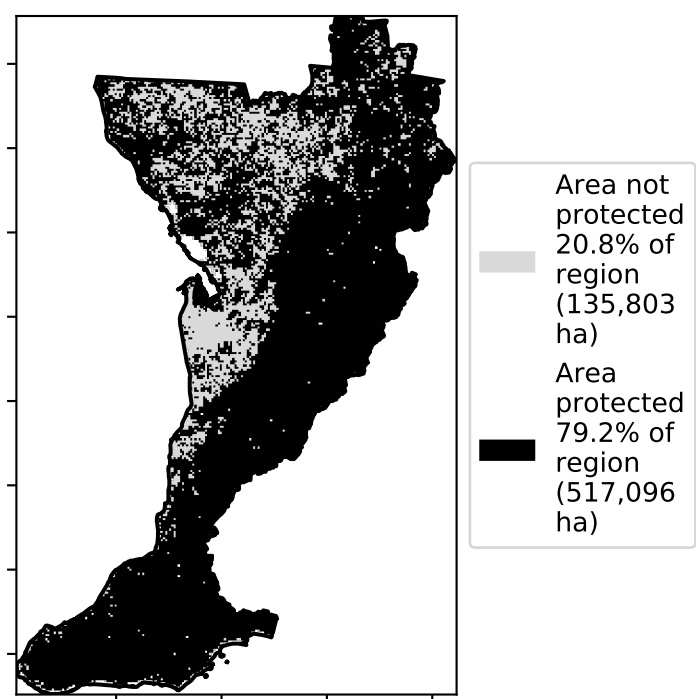 Area not
protected
20.8% of
region
(135,803
ha)
Area
protected
79.2% of
region
(517,096
ha)